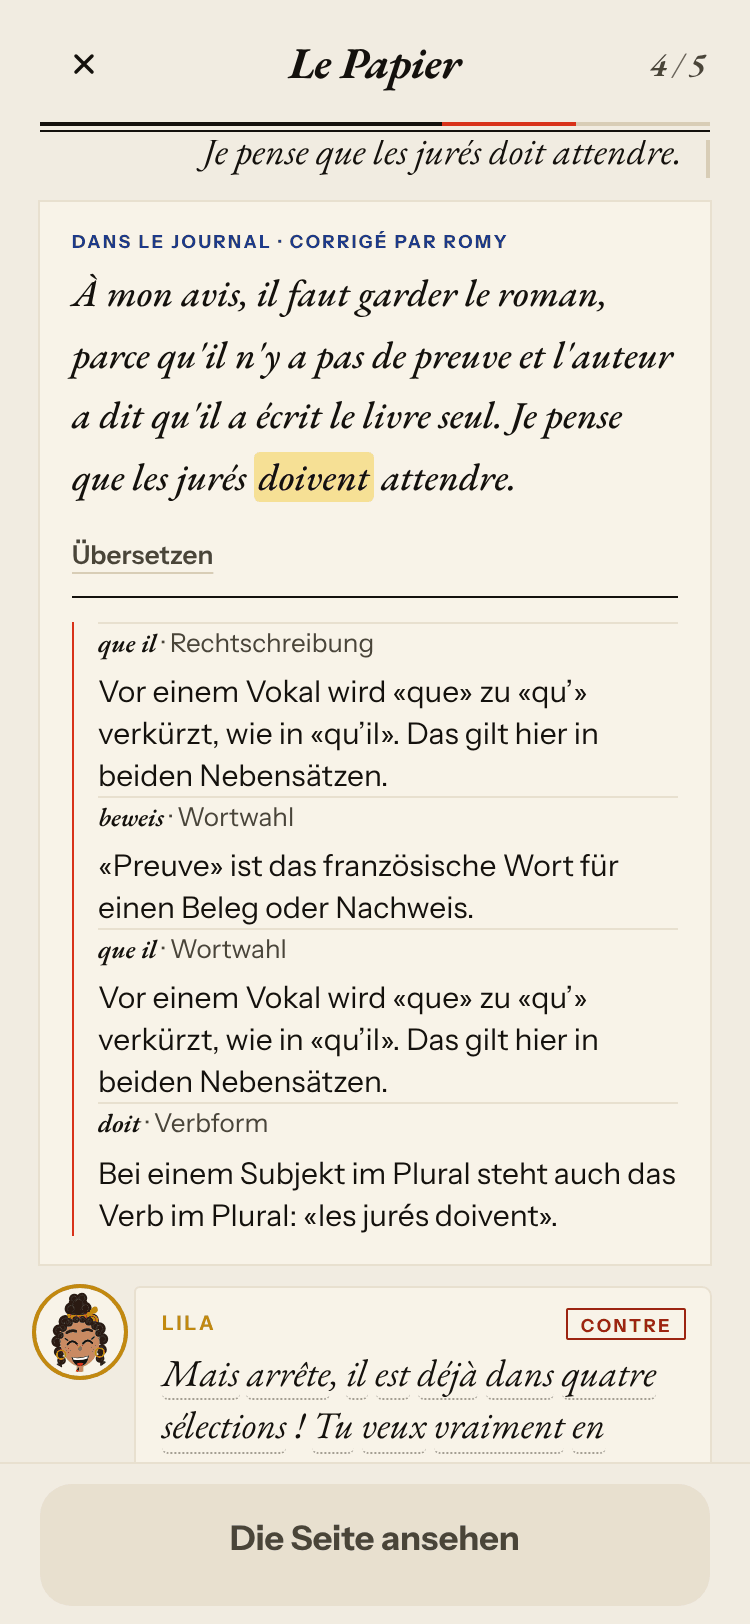 ×
Le Papier
4/5
Je pense que les jurés doit attendre.
DANS LE JOURNAL · CORRIGÉ PAR ROMY
À mon avis, il faut garder le roman,
parce qu'il n'y a pas de preuve et l'auteur
a dit qu'il a écrit le livre seul. Je pense
que les jurés doivent attendre.
Übersetzen
que il · Rechtschreibung
Vor einem Vokal wird «que» zu «qu’»
verkürzt, wie in «qu’il». Das gilt hier in
beiden Nebensätzen.
beweis · Wortwahl
«Preuve» ist das französische Wort für
einen Beleg oder Nachweis.
que il · Wortwahl
Vor einem Vokal wird «que» zu «qu’»
verkürzt, wie in «qu’il». Das gilt hier in
beiden Nebensätzen.
doit · Verbform
Bei einem Subjekt im Plural steht auch das
Verb im Plural: «les jurés doivent».
LILA
CONTRE
Mais arrête, il est déjà dans quatre
sélections ! Tu veux vraiment en
Die Seite ansehen